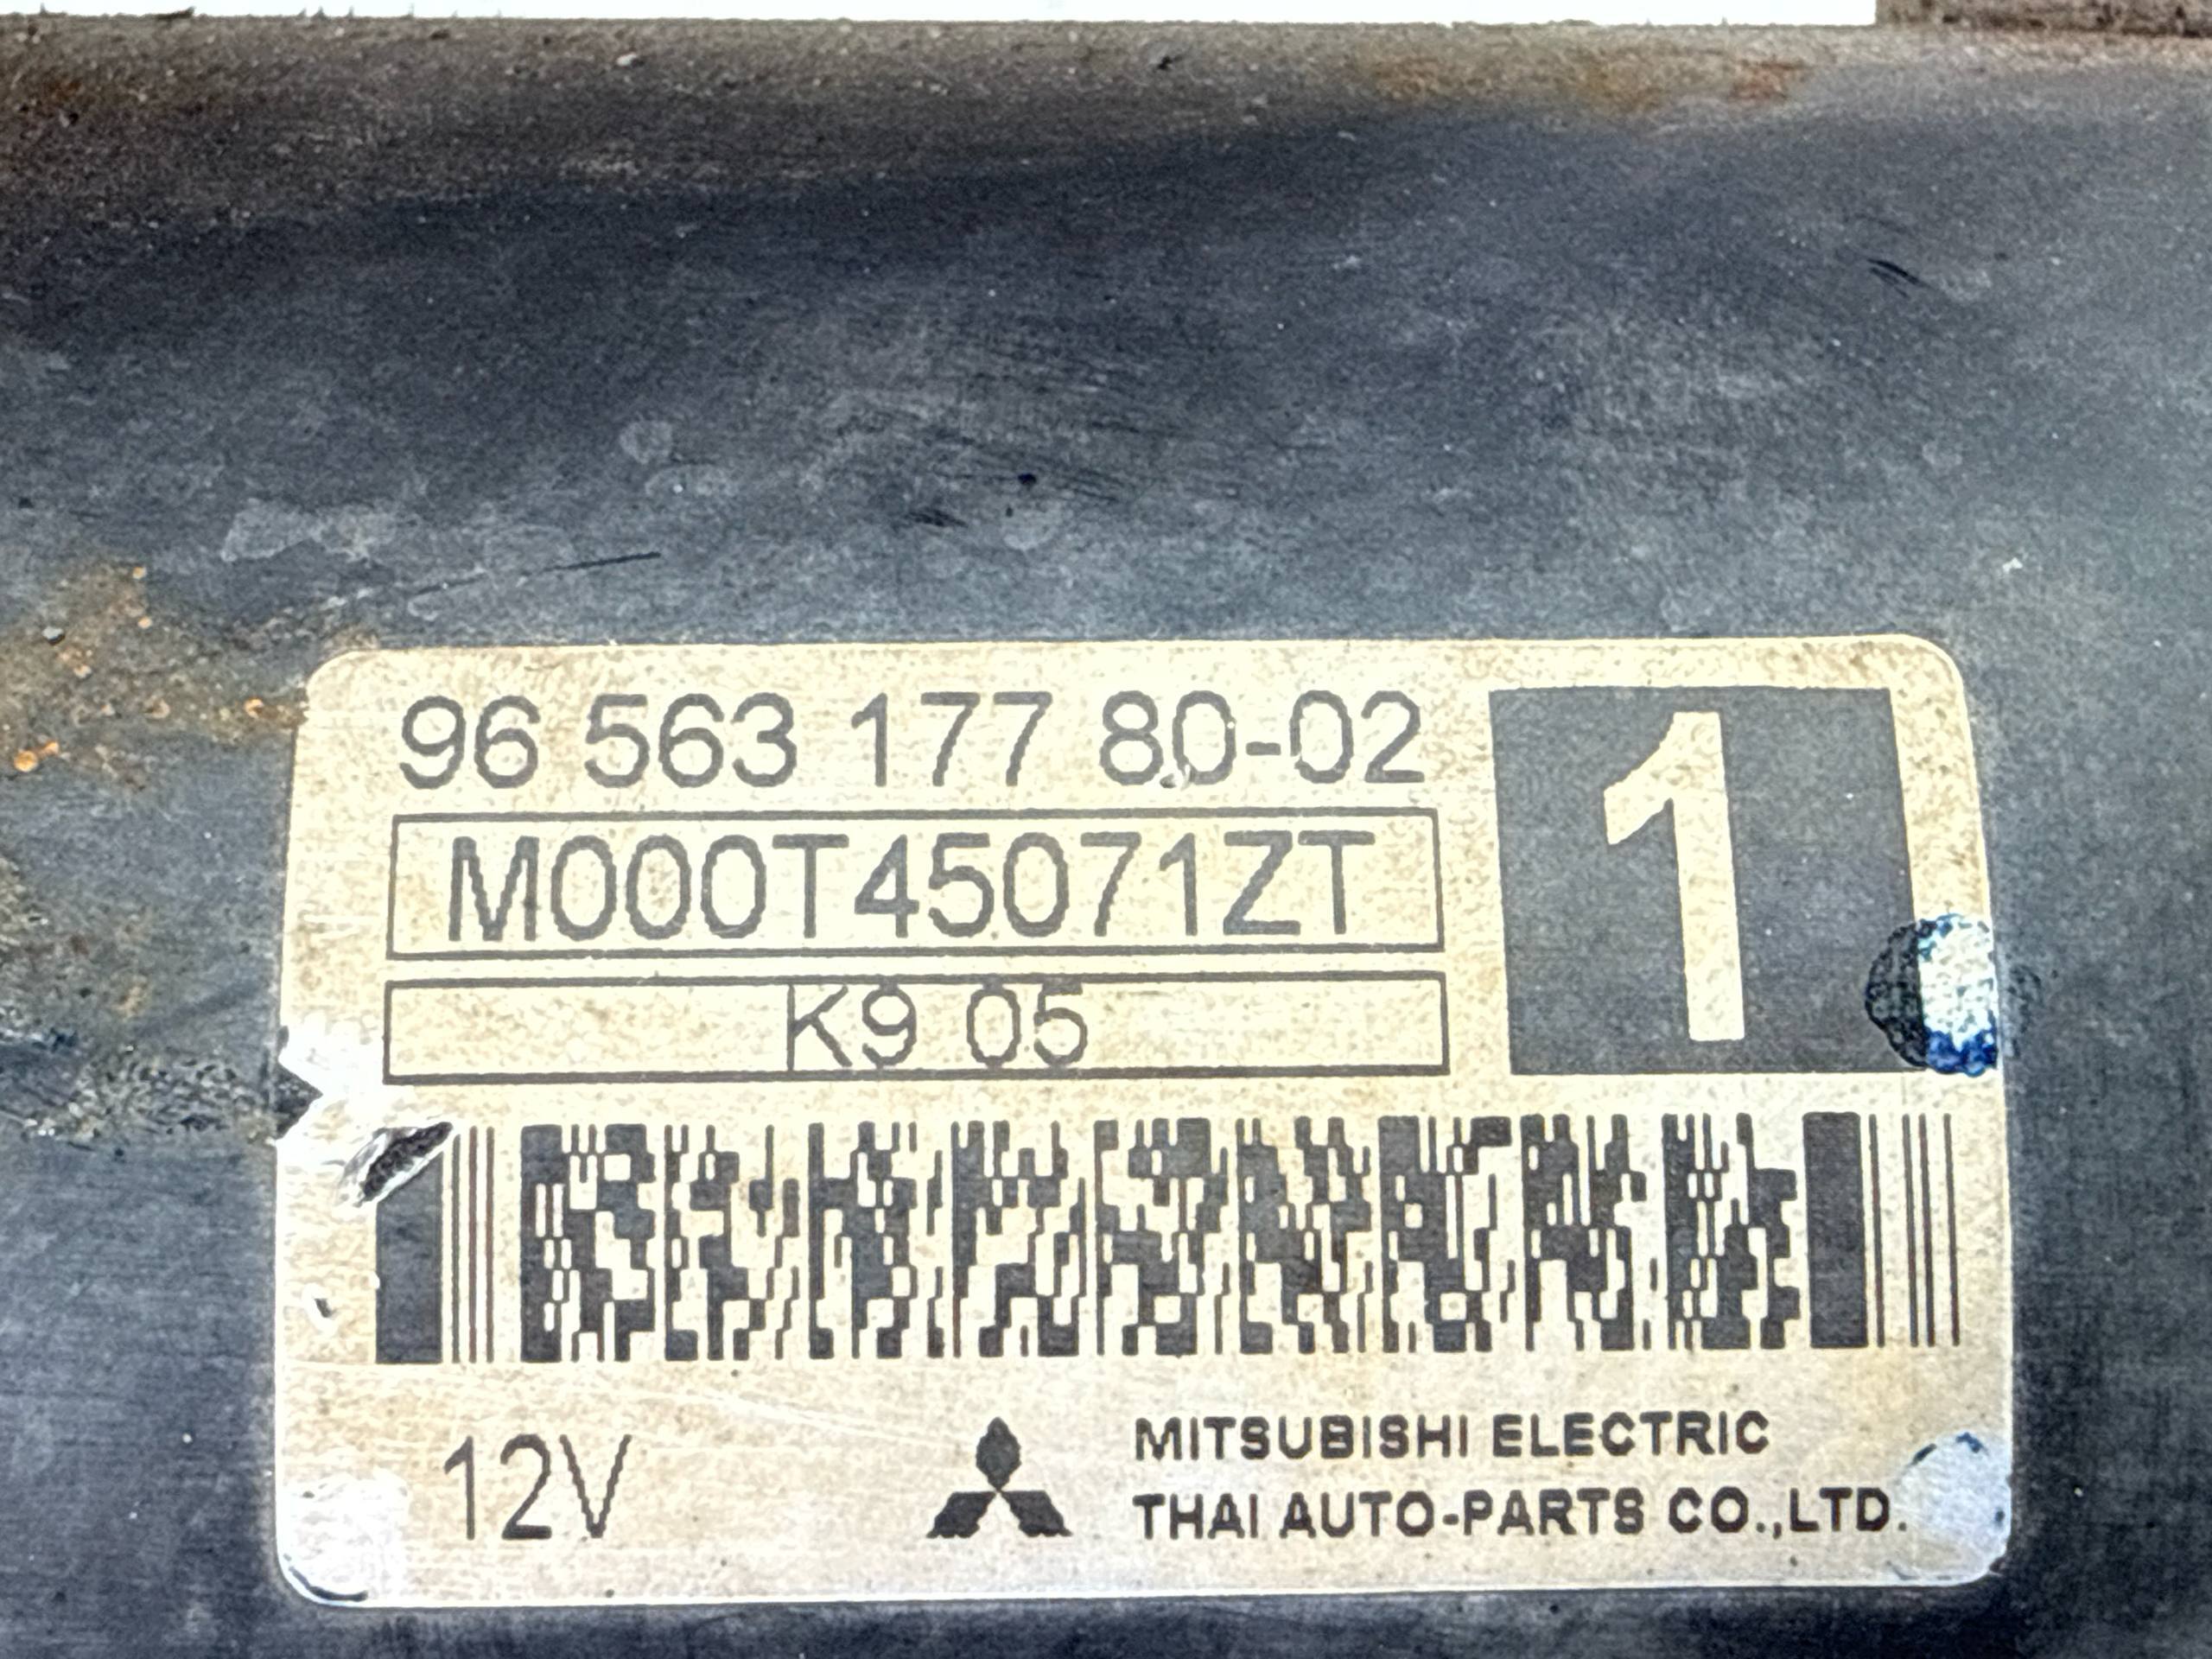 96 563 177 80-02
1
M000T45071ZT
K9 05
12V
MITSUBISHI ELECTRIC
THAI AUTO-PARTS CO.,LTD.